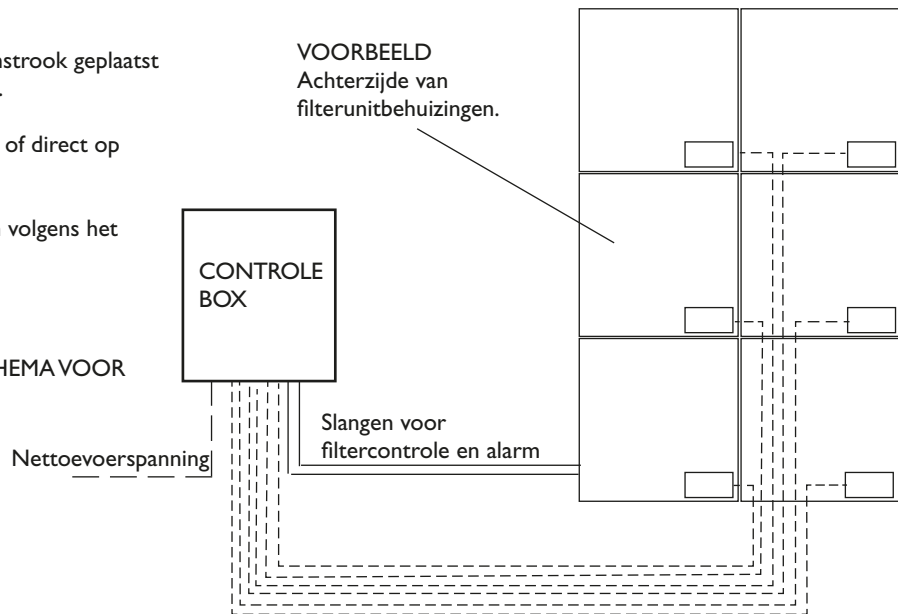 nstrook geplaatst
.
of direct op
volgens het
HEMA VOOR
VOORBEELD
Achterzijde van
filterunitbehuizingen.
CONTROLE
BOX
Slangen voor
filtercontrole en alarm
Nettoevoerspanning